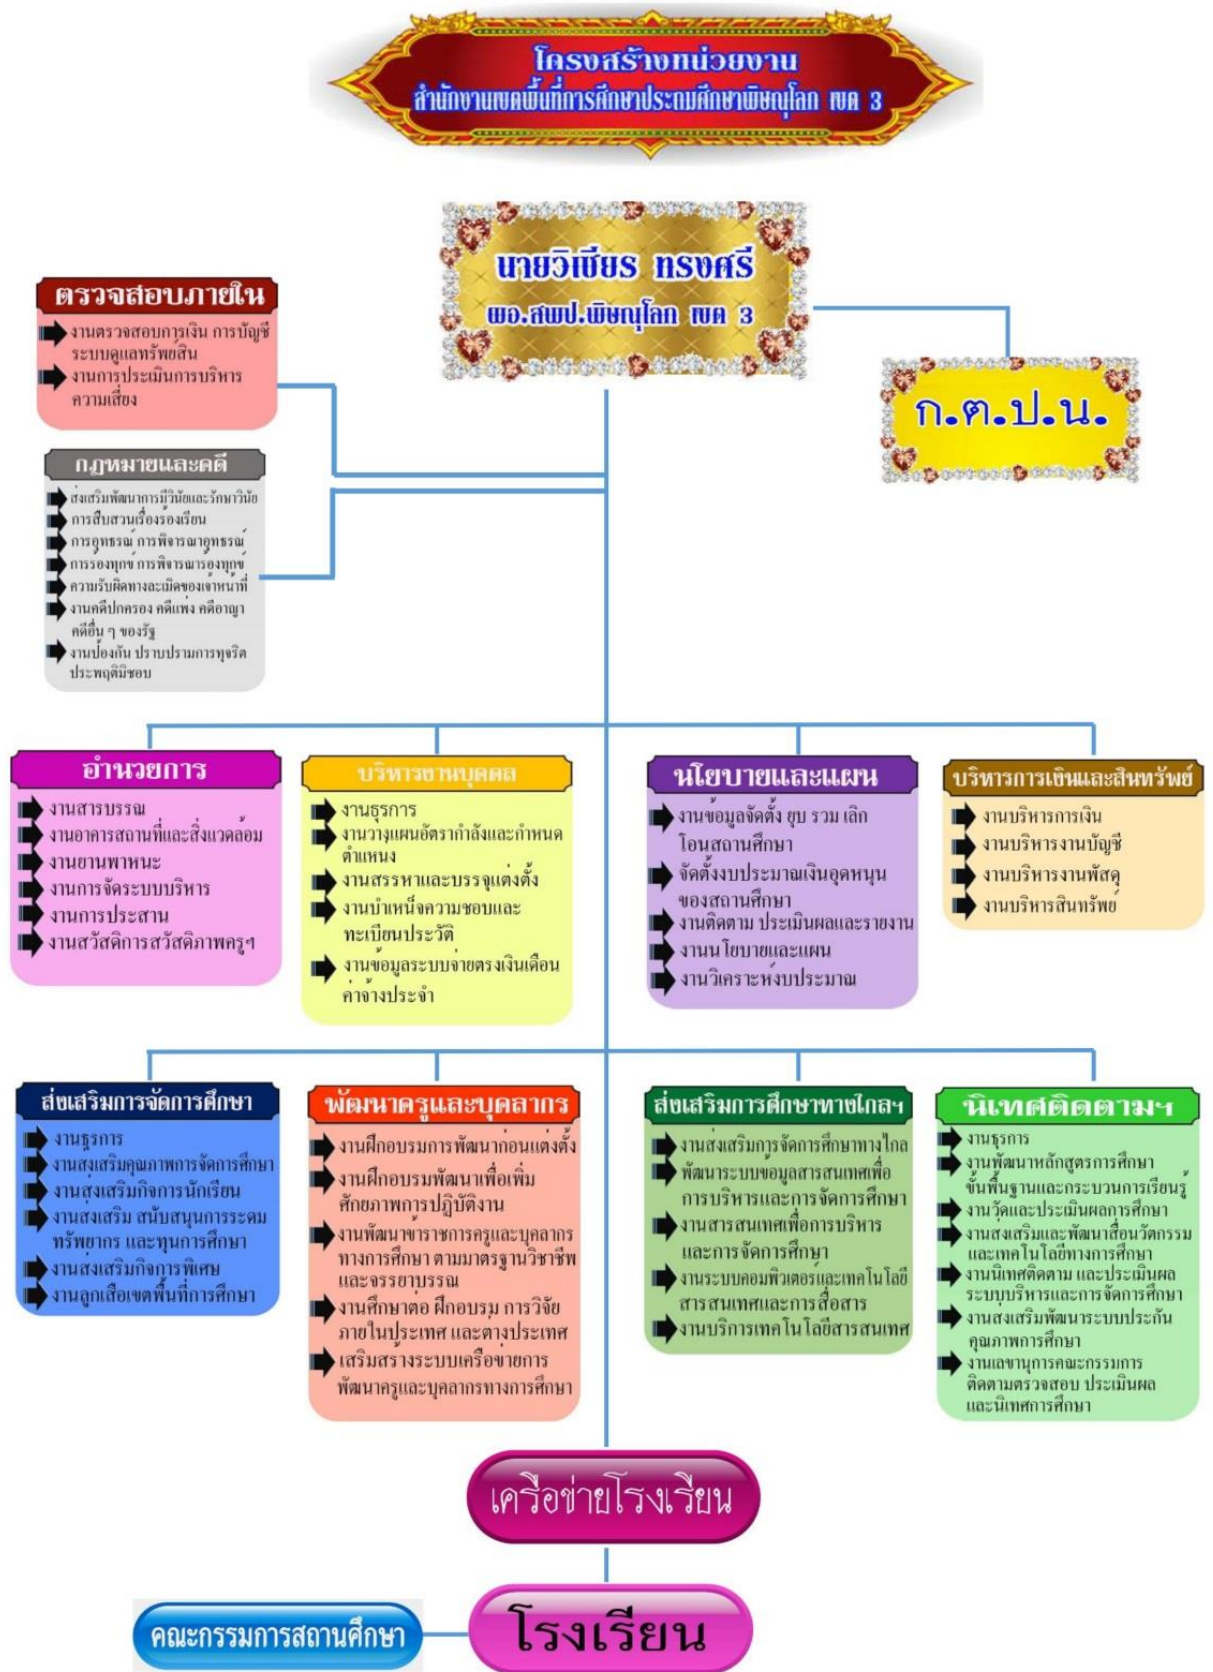 โครงสร้างหน่วยงาน
สำนักงานเขตพื้นที่การศึกษาประถมศึกษาพิษณุโลก เขต 3
นายวิเชียร ทรงศรี
ผอ.สพป.พิษณุโลก เขต 3
ก.ต.ป.น.
ตรวจสอบภายใน
งานตรวจสอบการเงิน การบัญชี
ระบบดูแลทรัพย์สิน
งานการประเมินการบริหาร
ความเสี่ยง
กฎหมายและคดี
ส่งเสริมพัฒนาการมีวินัยและรักษาวินัย
การสืบสวนเรื่องร้องเรียน
การอุทธรณ์ การพิจารณาอุทธรณ์
การร้องทุกข์ การพิจารณาร้องทุกข์
ความรับผิดทางละเมิดของเจ้าหน้าที่
งานคดีปกครอง คดีแพ่ง คดีอาญา
คดีอื่น ๆ ของรัฐ
งานป้องกัน ปราบปรามการทุจริต
ประพฤติมิชอบ
อำนวยการ
งานสารบรรณ
งานอาคารสถานที่และสิ่งแวดล้อม
งานยานพาหนะ
งานการจัดระบบบริหาร
งานการประสาน
งานสวัสดิการสวัสดิภาพครูฯ
บริหารงานบุคคล
งานธุรการ
งานวางแผนอัตรากำลังและกำหนด
ตำแหน่ง
งานสรรหาและบรรจุแต่งตั้ง
งานบำเหน็จความชอบและ
ทะเบียนประวัติ
งานข้อมูลระบบจ่ายตรงเงินเดือน
ค่าจ้างประจำ
นโยบายและแผน
งานข้อมูลจัดตั้ง ยุบ รวม เลิก
โอนสถานศึกษา
จัดตั้งงบประมาณเงินอุดหนุน
ของสถานศึกษา
งานติดตาม ประเมินผลและรายงาน
งานนโยบายและแผน
งานวิเคราะห์งบประมาณ
บริหารการเงินและสินทรัพย์
งานบริหารการเงิน
งานบริหารงานบัญชี
งานบริหารงานพัสดุ
งานบริหารสินทรัพย์
ส่งเสริมการจัดการศึกษา
งานธุรการ
งานส่งเสริมคุณภาพการจัดการศึกษา
งานส่งเสริมกิจการนักเรียน
งานส่งเสริม สนับสนุนการระดม
ทรัพยากร และทุนการศึกษา
งานส่งเสริมกิจการพิเศษ
งานลูกเสือเขตพื้นที่การศึกษา
พัฒนาครูและบุคลากร
งานฝึกอบรมการพัฒนาก่อนแต่งตั้ง
งานฝึกอบรมพัฒนาเพื่อเพิ่ม
ศักยภาพการปฏิบัติงาน
งานพัฒนาข้าราชการครูและบุคลากร
ทางการศึกษา ตามมาตรฐานวิชาชีพ
และจรรยาบรรณ
งานศึกษาต่อ ฝึกอบรม การวิจัย
ภายในประเทศ และต่างประเทศ
เสริมสร้างระบบเครือข่ายการ
พัฒนาครูและบุคลากรทางการศึกษา
ส่งเสริมการศึกษาทางไกลฯ
งานส่งเสริมการจัดการศึกษาทางไกล
พัฒนาระบบข้อมูลสารสนเทศเพื่อ
การบริหารและการจัดการศึกษา
งานสารสนเทศเพื่อการบริหาร
และการจัดการศึกษา
งานระบบคอมพิวเตอร์และเทคโนโลยี
สารสนเทศและการสื่อสาร
งานบริการเทคโนโลยีสารสนเทศ
นิเทศติดตามฯ
งานธุรการ
งานพัฒนาหลักสูตรการศึกษา
ขั้นพื้นฐานและกระบวนการเรียนรู้
งานวัดและประเมินผลการศึกษา
งานส่งเสริมและพัฒนาสื่อนวัตกรรม
และเทคโนโลยีทางการศึกษา
งานนิเทศติดตาม และประเมินผล
ระบบบริหารและการจัดการศึกษา
งานส่งเสริมพัฒนาระบบประกัน
คุณภาพการศึกษา
งานเลขานุการคณะกรรมการ
ติดตามตรวจสอบ ประเมินผล
และนิเทศการศึกษา
เครือข่ายโรงเรียน
คณะกรรมการสถานศึกษา
โรงเรียน